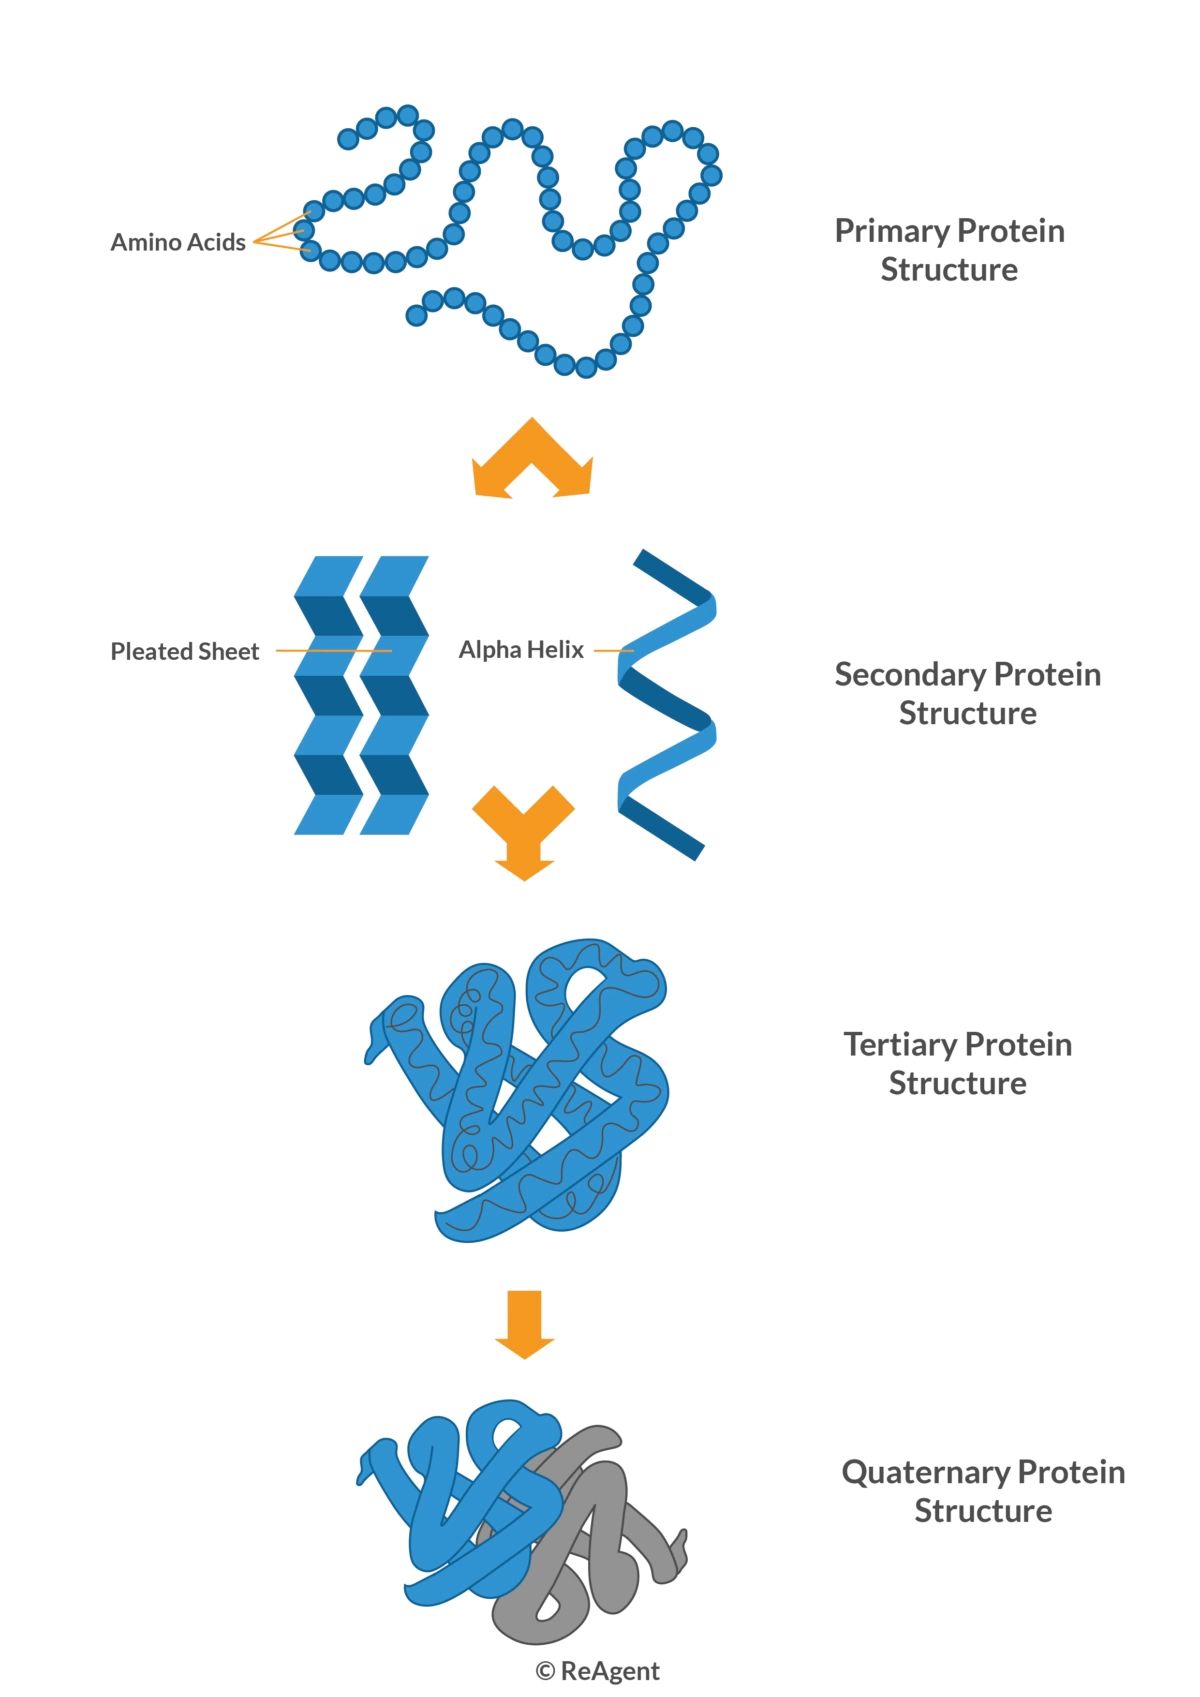 Amino Acids
Primary Protein
Structure
Pleated Sheet
Alpha Helix
Secondary Protein
Structure
Tertiary Protein
Structure
Quaternary Protein
Structure
© ReAgent